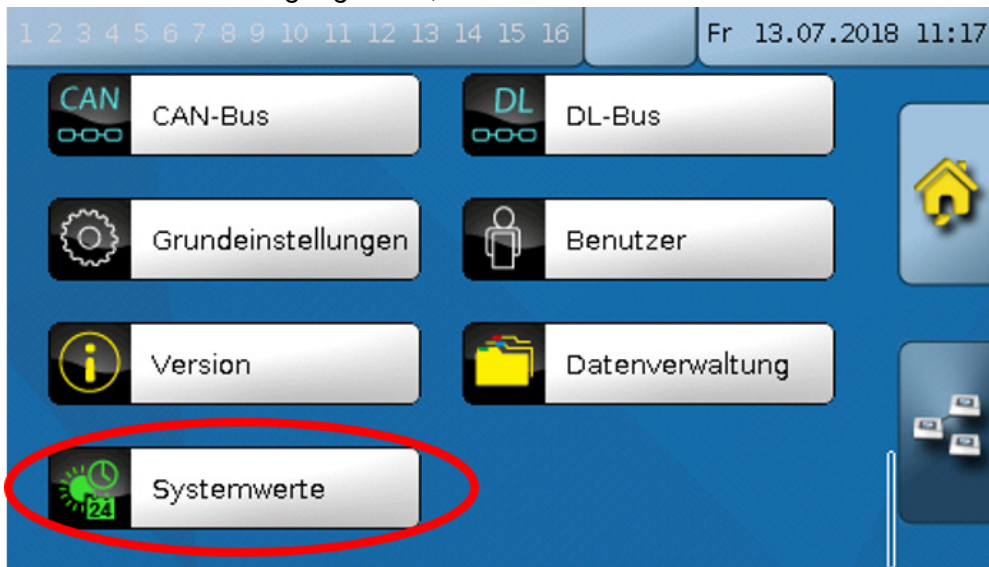 1 2 3 4 5 6 7 8 9 10 11 12 13 14 15 16 Fr 13.07.2018 11:17
CAN CAN-Bus DL DL-Bus
Grundeinstellungen Benutzer
Version Datenverwaltung
24 Systemwerte